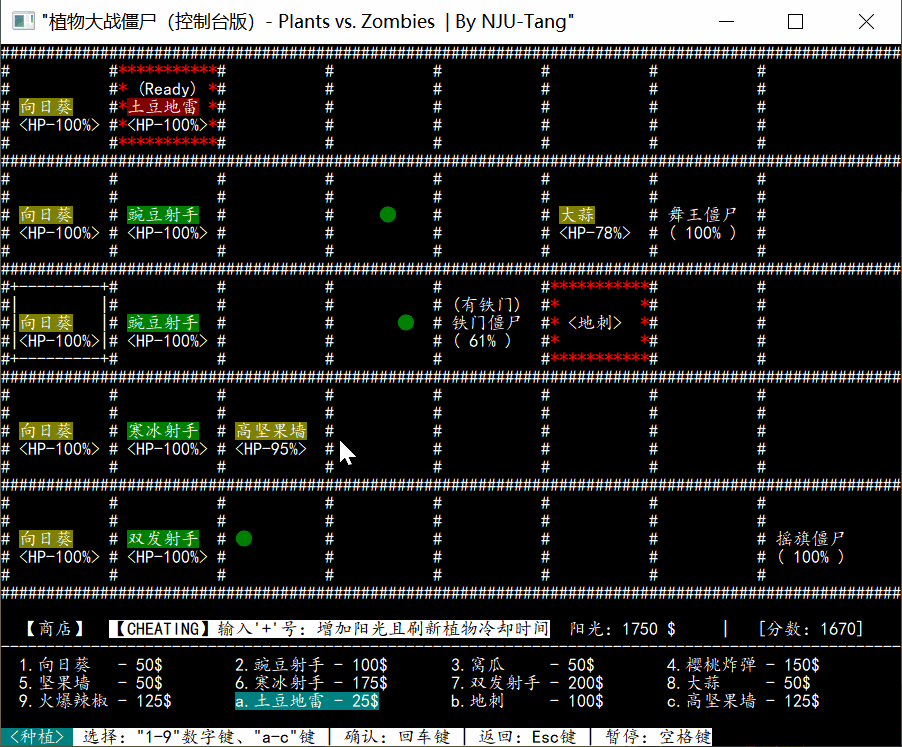 "植物大战僵尸（控制台版）- Plants vs. Zombies | By NJU-Tang"
(Ready)
向日葵 土豆地雷
<HP-100%> <HP-100%>
向日葵 豌豆射手 大蒜 舞王僵尸
<HP-100%> <HP-100%> <HP-78%> ( 100% )
(有铁门)
向日葵 豌豆射手 铁门僵尸 <地刺>
<HP-100%> <HP-100%> ( 61% )
向日葵 寒冰射手 高坚果墙
<HP-100%> <HP-100%> <HP-95%>
向日葵 双发射手 摇旗僵尸
<HP-100%> <HP-100%> ( 100% )
【商店】 【CHEATING】输入'+'号: 增加阳光且刷新植物冷却时间 阳光: 1750 $ | [分数: 1670]
1.向日葵 - 50$ 2.豌豆射手 - 100$ 3.窝瓜 - 50$ 4.樱桃炸弹 - 150$
5.坚果墙 - 50$ 6.寒冰射手 - 175$ 7.双发射手 - 200$ 8.大蒜 - 50$
9.火爆辣椒 - 125$ a.土豆地雷 - 25$ b.地刺 - 100$ c.高坚果墙 - 125$
<种植> 选择: "1-9"数字键、"a-c"键 | 确认: 回车键 | 返回: Esc键 | 暂停: 空格键